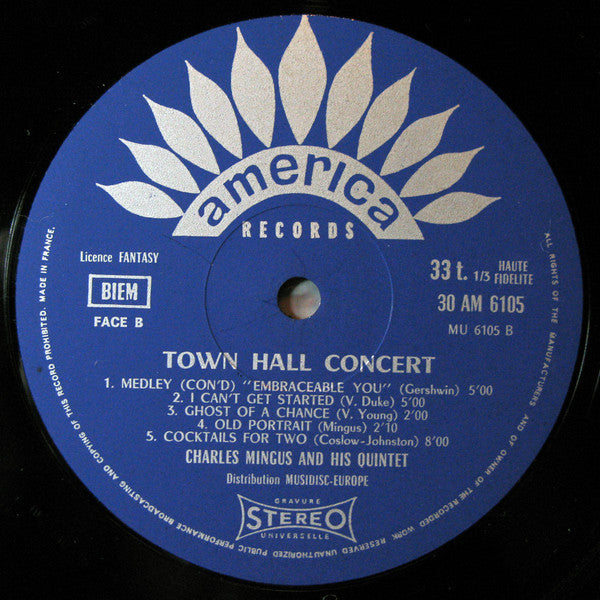 america
RECORDS
Licence FANTASY
BIEM
FACE B
33 t. 1/3 HAUTE FIDELITE
30 AM 6105
MU 6105 B
TOWN HALL CONCERT
1. MEDLEY (CON'D) "EMBRACEABLE YOU" (Gershwin) 5'00
2. I CAN'T GET STARTED (V. Duke) 5'00
3. GHOST OF A CHANCE (V. Young) 2'00
4. OLD PORTRAIT (Mingus) 2'10
5. COCKTAILS FOR TWO (Coslow-Johnston) 8'00
CHARLES MINGUS AND HIS QUINTET
Distribution MUSIDISC-EUROPE
GRAVURE
STEREO
UNIVERSELLE
ALL RIGHTS OF THE MANUFACTURERS AND OF OWNER OF THE RECORDED WORK RESERVED UNAUTHORIZED PUBLIC PERFORMANCE BROADCASTING AND COPYING OF THIS RECORD PROHIBITED. MADE IN FRANCE.